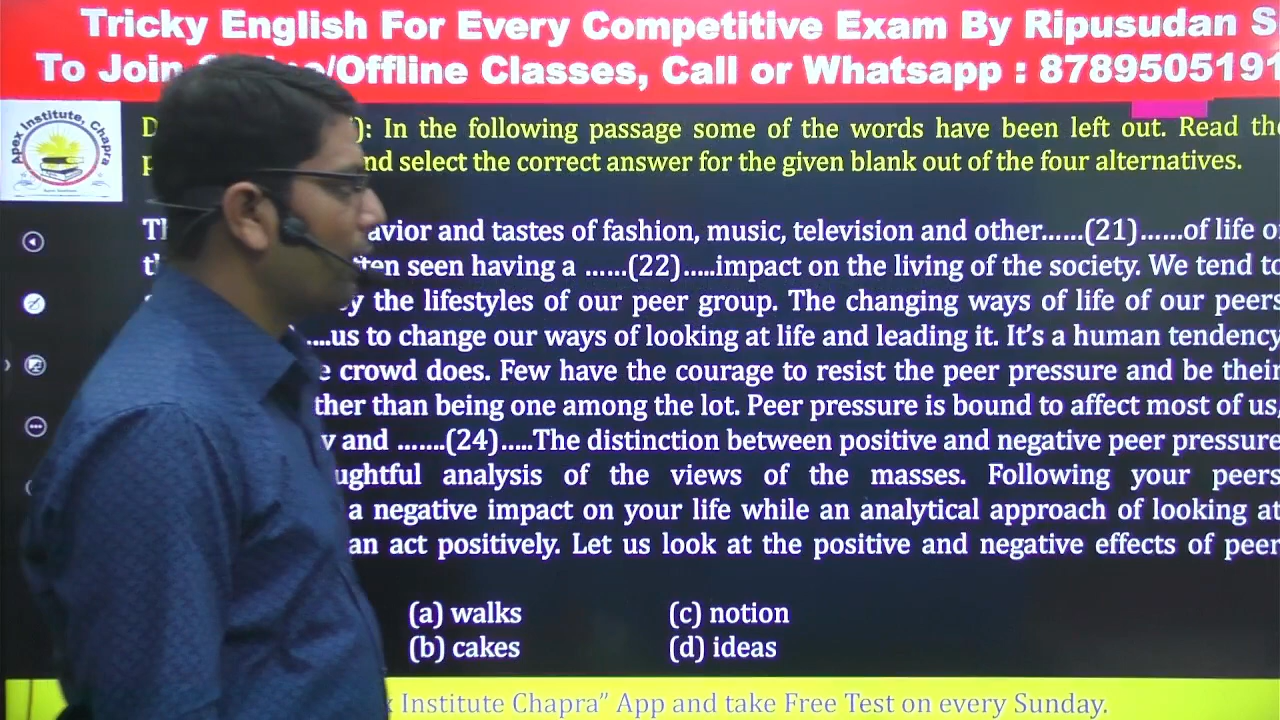 Tricky English For Every Competitive Exam By Ripusudan S
To Join /Offline Classes, Call or Whatsapp : 8789505191
Apex Institute, Chapra
): In the following passage some of the words have been left out. Read the
nd select the correct answer for the given blank out of the four alternatives.
avior and tastes of fashion, music, television and other......(21)......of life of
ten seen having a ......(22).....impact on the living of the society. We tend to
by the lifestyles of our peer group. The changing ways of life of our peers
....us to change our ways of looking at life and leading it. It's a human tendency
e crowd does. Few have the courage to resist the peer pressure and be their
ther than being one among the lot. Peer pressure is bound to affect most of us,
y and .......(24).....The distinction between positive and negative peer pressure
ughtful analysis of the views of the masses. Following your peers
a negative impact on your life while an analytical approach of looking at
an act positively. Let us look at the positive and negative effects of peer
(a) walks (c) notion
(b) cakes (d) ideas
x Institute Chapra” App and take Free Test on every Sunday.